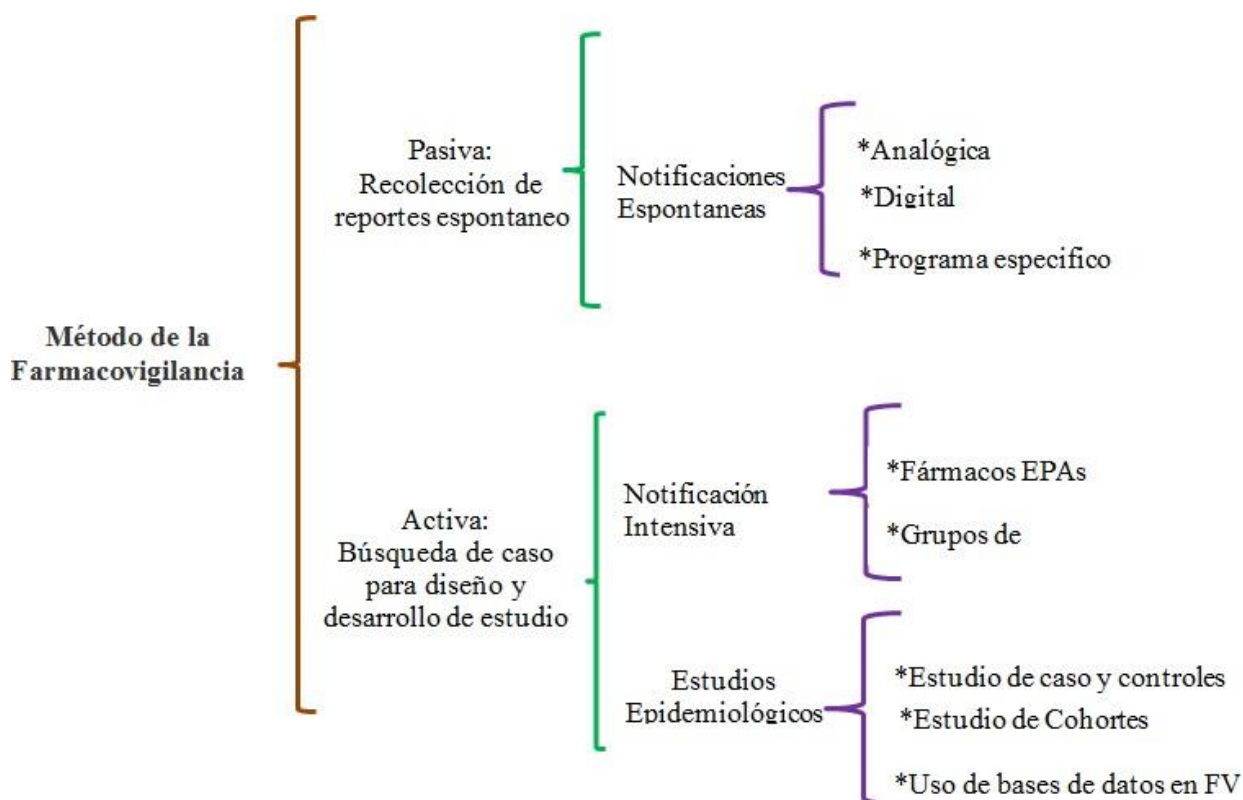 Método de la
Farmacovigilancia
Pasiva:
Recolección de
reportes espontaneo
Notificaciones
Espontaneas
*Analógica
*Digital
*Programa especifico
Activa:
Búsqueda de caso
para diseño y
desarrollo de estudio
Notificación
Intensiva
*Fármacos EPAs
*Grupos de
Estudios
Epidemiológicos
*Estudio de caso y controles
*Estudio de Cohortes
*Uso de bases de datos en FV